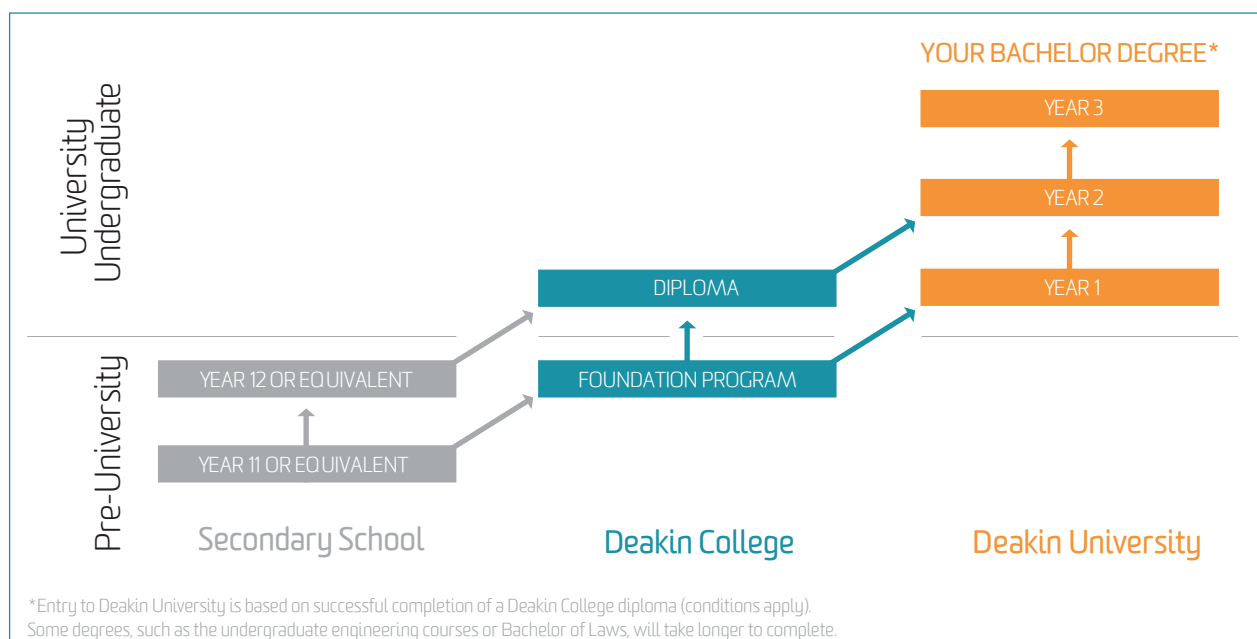 YOUR BACHELOR DEGREE*
University
Undergraduate
YEAR 3
YEAR 2
DIPLOMA
YEAR 1
Pre-University
YEAR 12 OR EQUIVALENT
FOUNDATION PROGRAM
YEAR 11 OR EQUIVALENT
Secondary School
Deakin College
Deakin University
*Entry to Deakin University is based on successful completion of a Deakin College diploma (conditions apply).
Some degrees, such as the undergraduate engineering courses or Bachelor of Laws, will take longer to complete.